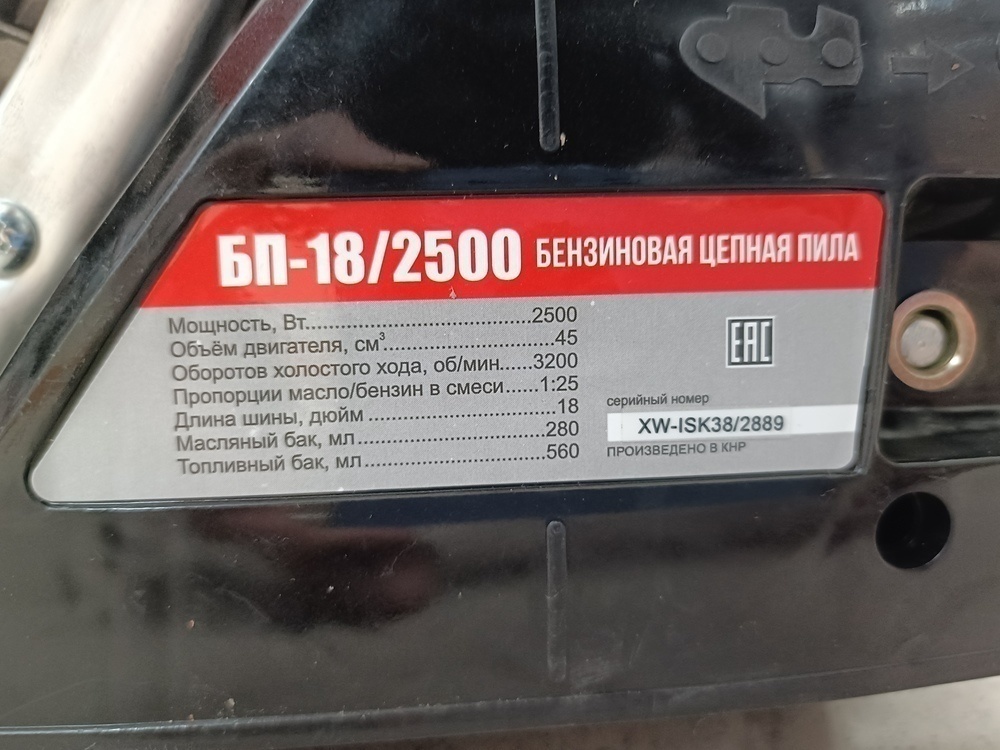 БП-18/2500 БЕНЗИНОВАЯ ЦЕПНАЯ ПИЛА
Мощность, Вт......2500
Объём двигателя, см³......45
Оборотов холостого хода, об/мин......3200
Пропорции масло/бензин в смеси......1:25
Длина шины, дюйм......18
Масляный бак, мл......280
Топливный бак, мл......560
EAC
серийный номер
XW-ISK38/2889
ПРОИЗВЕДЕНО В КНР